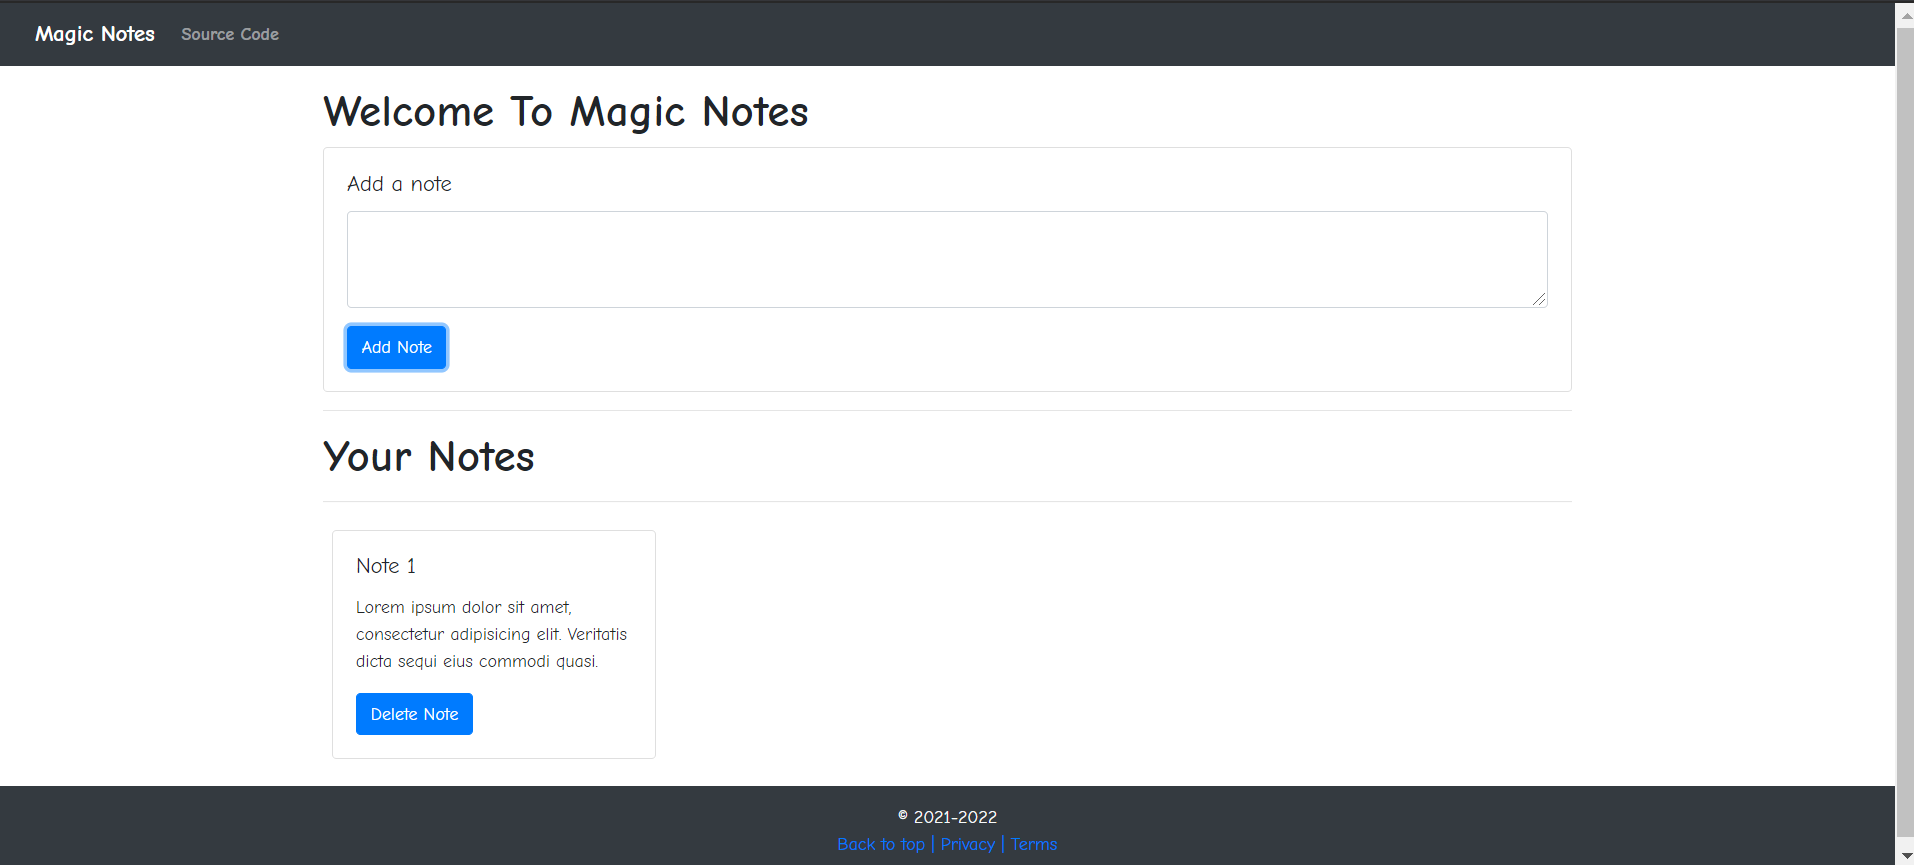 Magic Notes Source Code
Welcome To Magic Notes
Add a note
Add Note
Your Notes
Note 1
Lorem ipsum dolor sit amet,
consectetur adipisicing elit. Veritatis
dicta sequi eius commodi quasi.
Delete Note
© 2021-2022
Back to top | Privacy | Terms